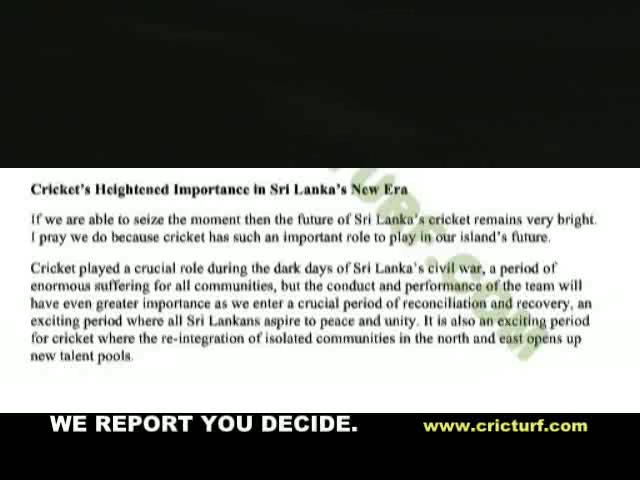 Cricket's Heightened Importance in Sri Lanka's New Era
If we are able to seize the moment then the future of Sri Lanka's cricket remains very bright.
I pray we do because cricket has such an important role to play in our island's future.
Cricket played a crucial role during the dark days of Sri Lanka's civil war, a period of
enormous suffering for all communities, but the conduct and performance of the team will
have even greater importance as we enter a crucial period of reconciliation and recovery, an
exciting period where all Sri Lankans aspire to peace and unity. It is also an exciting period
for cricket where the re-integration of isolated communities in the north and east opens up
new talent pools.
WE REPORT YOU DECIDE.
www.cricturf.com